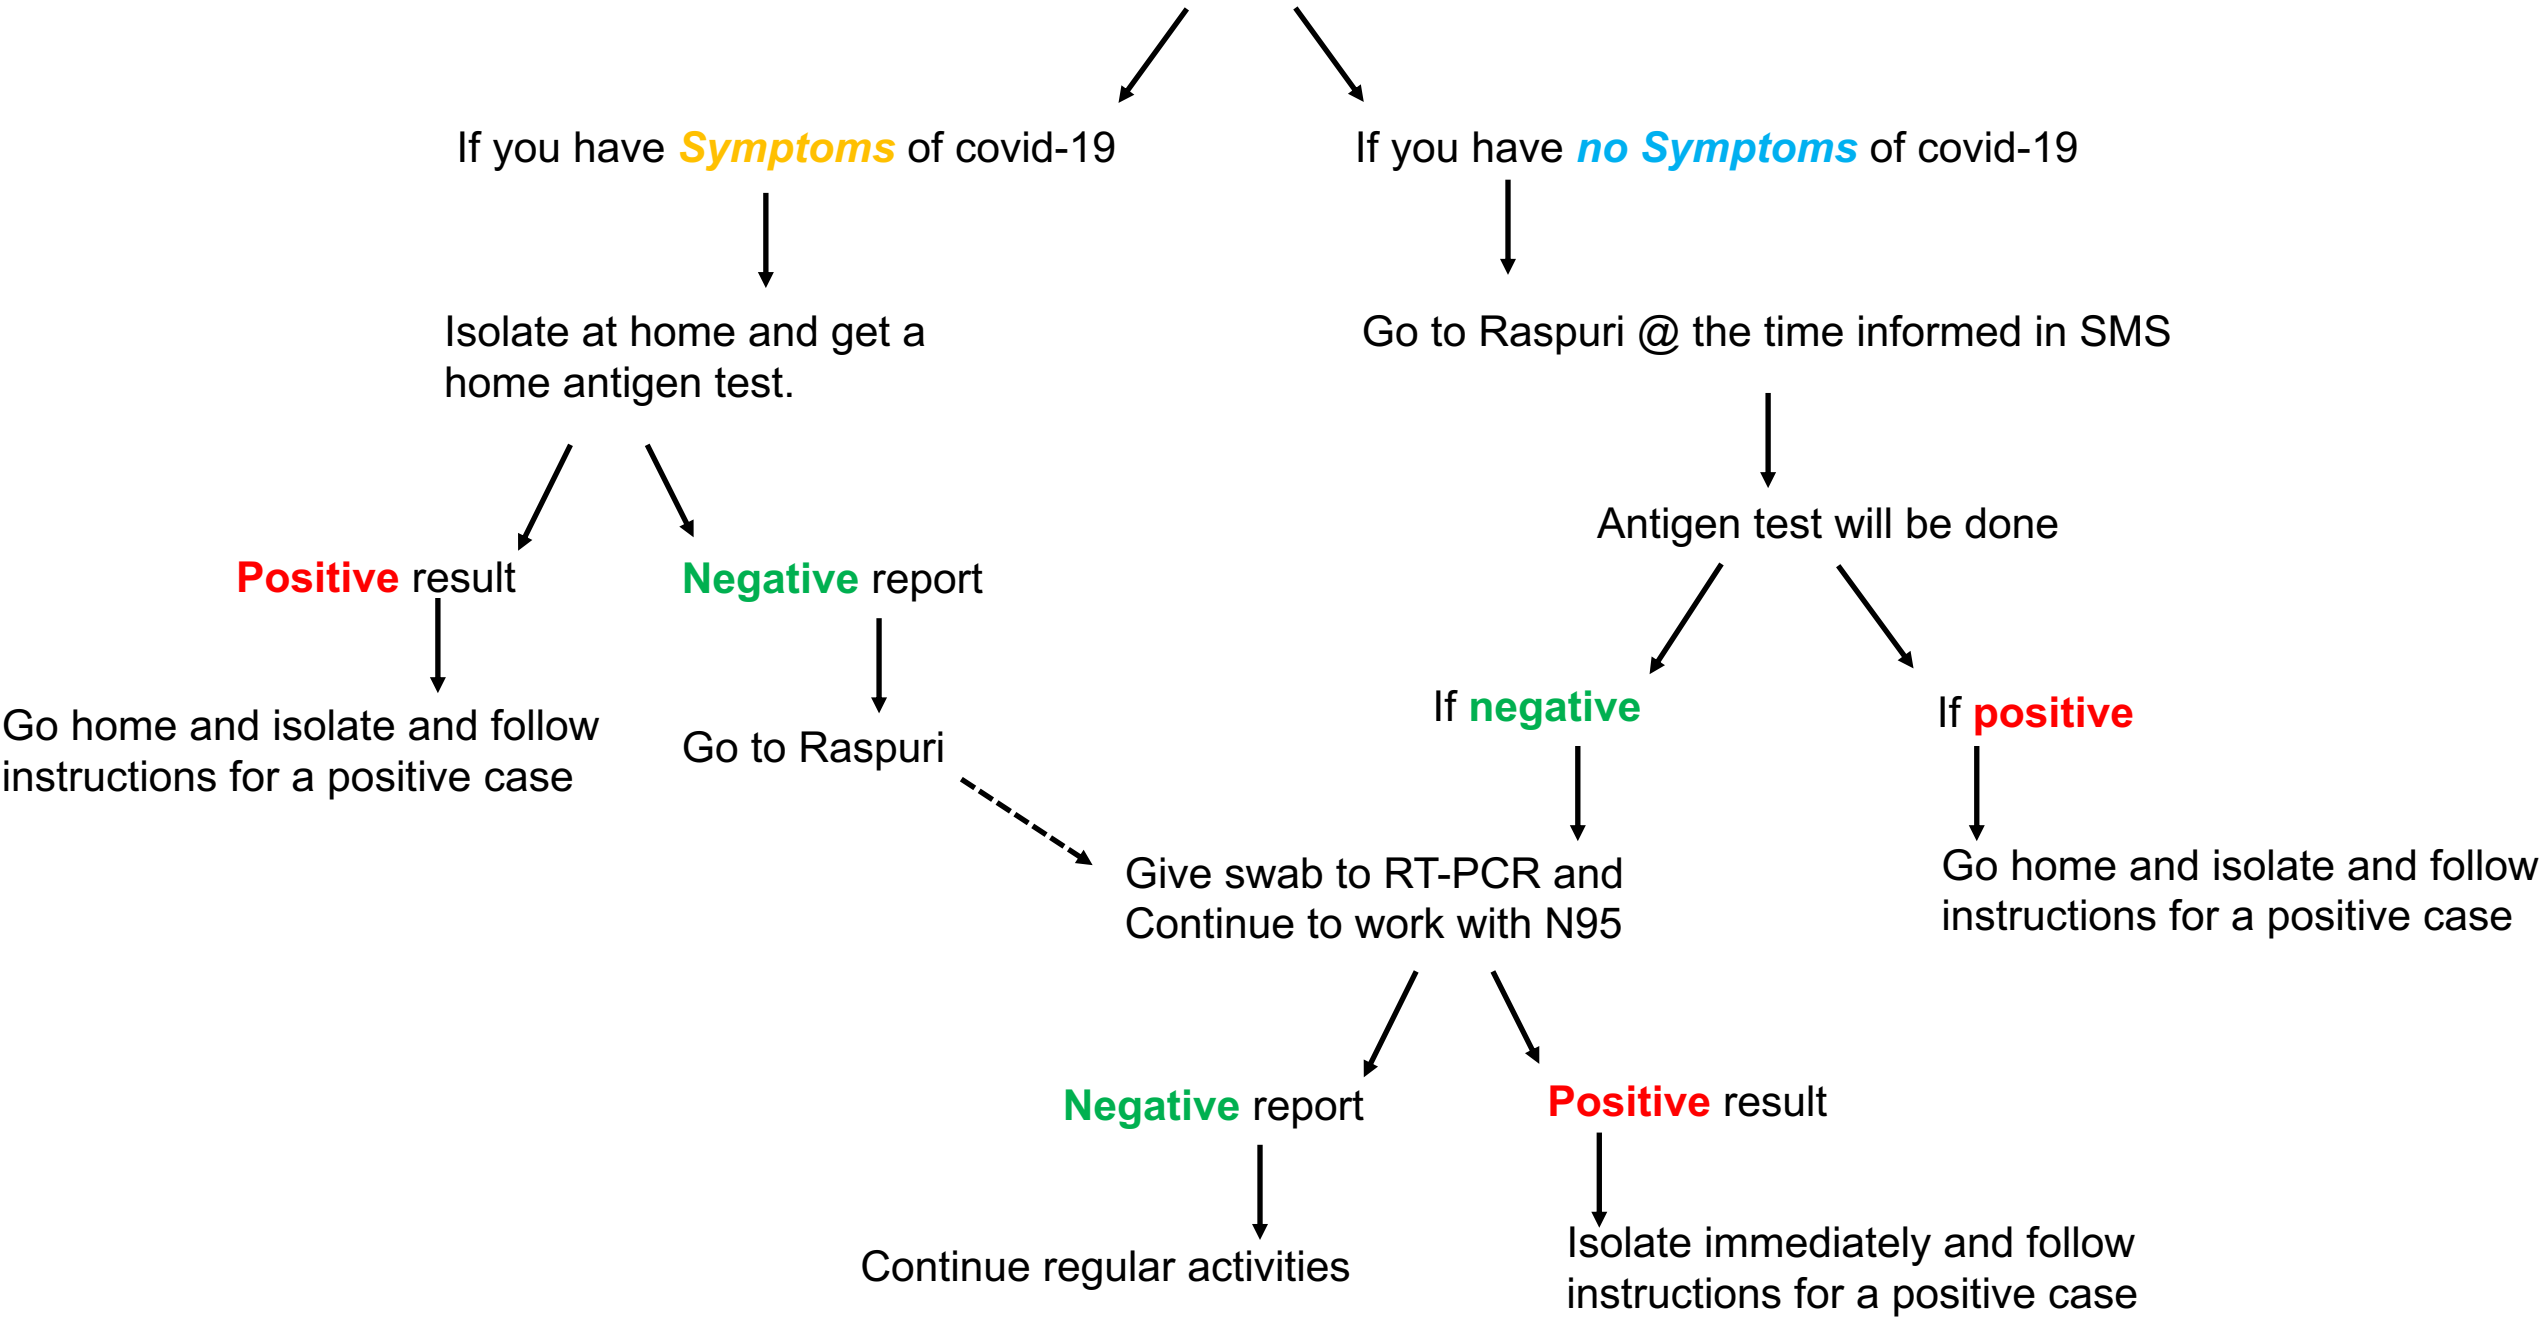 If you have Symptoms of covid-19
If you have no Symptoms of covid-19
Isolate at home and get a
home antigen test.
Go to Raspuri @ the time informed in SMS
Antigen test will be done
Positive result
Negative report
If negative
If positive
Go home and isolate and follow
instructions for a positive case
Go to Raspuri
Give swab to RT-PCR and
Continue to work with N95
Go home and isolate and follow
instructions for a positive case
Negative report
Positive result
Continue regular activities
Isolate immediately and follow
instructions for a positive case